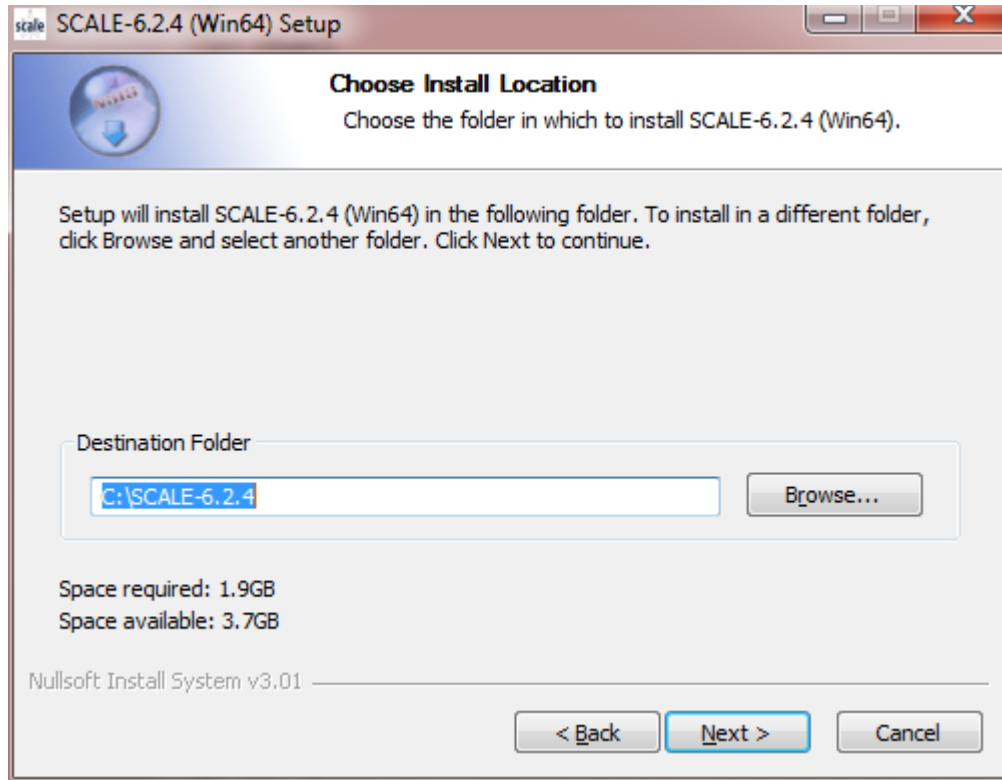 scale SCALE-6.2.4 (Win64) Setup
Choose Install Location
Choose the folder in which to install SCALE-6.2.4 (Win64).
Setup will install SCALE-6.2.4 (Win64) in the following folder. To install in a different folder,
click Browse and select another folder. Click Next to continue.
Destination Folder
C:\SCALE-6.2.4
Browse...
Space required: 1.9GB
Space available: 3.7GB
Nullsoft Install System v3.01
< Back
Next >
Cancel